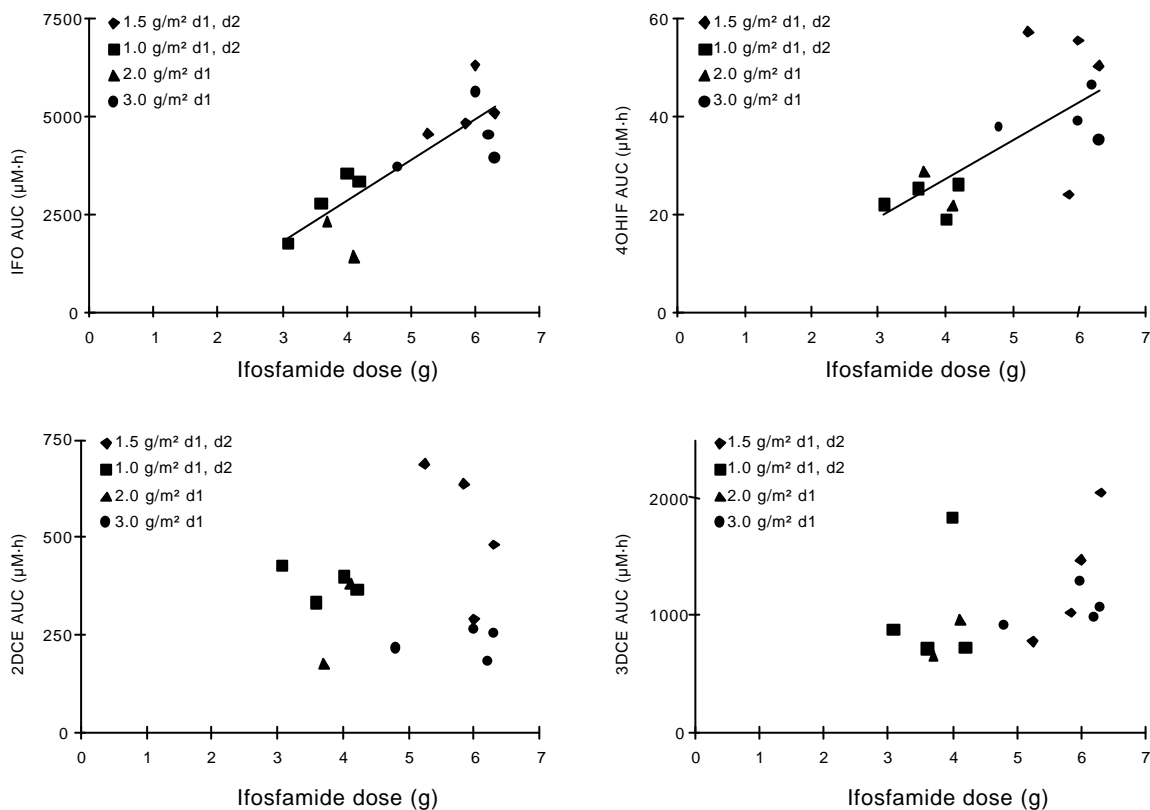 7500
5000
2500
0
IFO AUC (µM·h)
1.5 g/m² d1, d2
1.0 g/m² d1, d2
2.0 g/m² d1
3.0 g/m² d1
0 1 2 3 4 5 6 7
Ifosfamide dose (g)
60
40
20
0
4OHIF AUC (µM·h)
1.5 g/m² d1, d2
1.0 g/m² d1, d2
2.0 g/m² d1
3.0 g/m² d1
0 1 2 3 4 5 6 7
Ifosfamide dose (g)
750
500
250
0
2DCE AUC (µM·h)
1.5 g/m² d1, d2
1.0 g/m² d1, d2
2.0 g/m² d1
3.0 g/m² d1
0 1 2 3 4 5 6 7
Ifosfamide dose (g)
2000
1000
0
3DCE AUC (µM·h)
1.5 g/m² d1, d2
1.0 g/m² d1, d2
2.0 g/m² d1
3.0 g/m² d1
0 1 2 3 4 5 6 7
Ifosfamide dose (g)